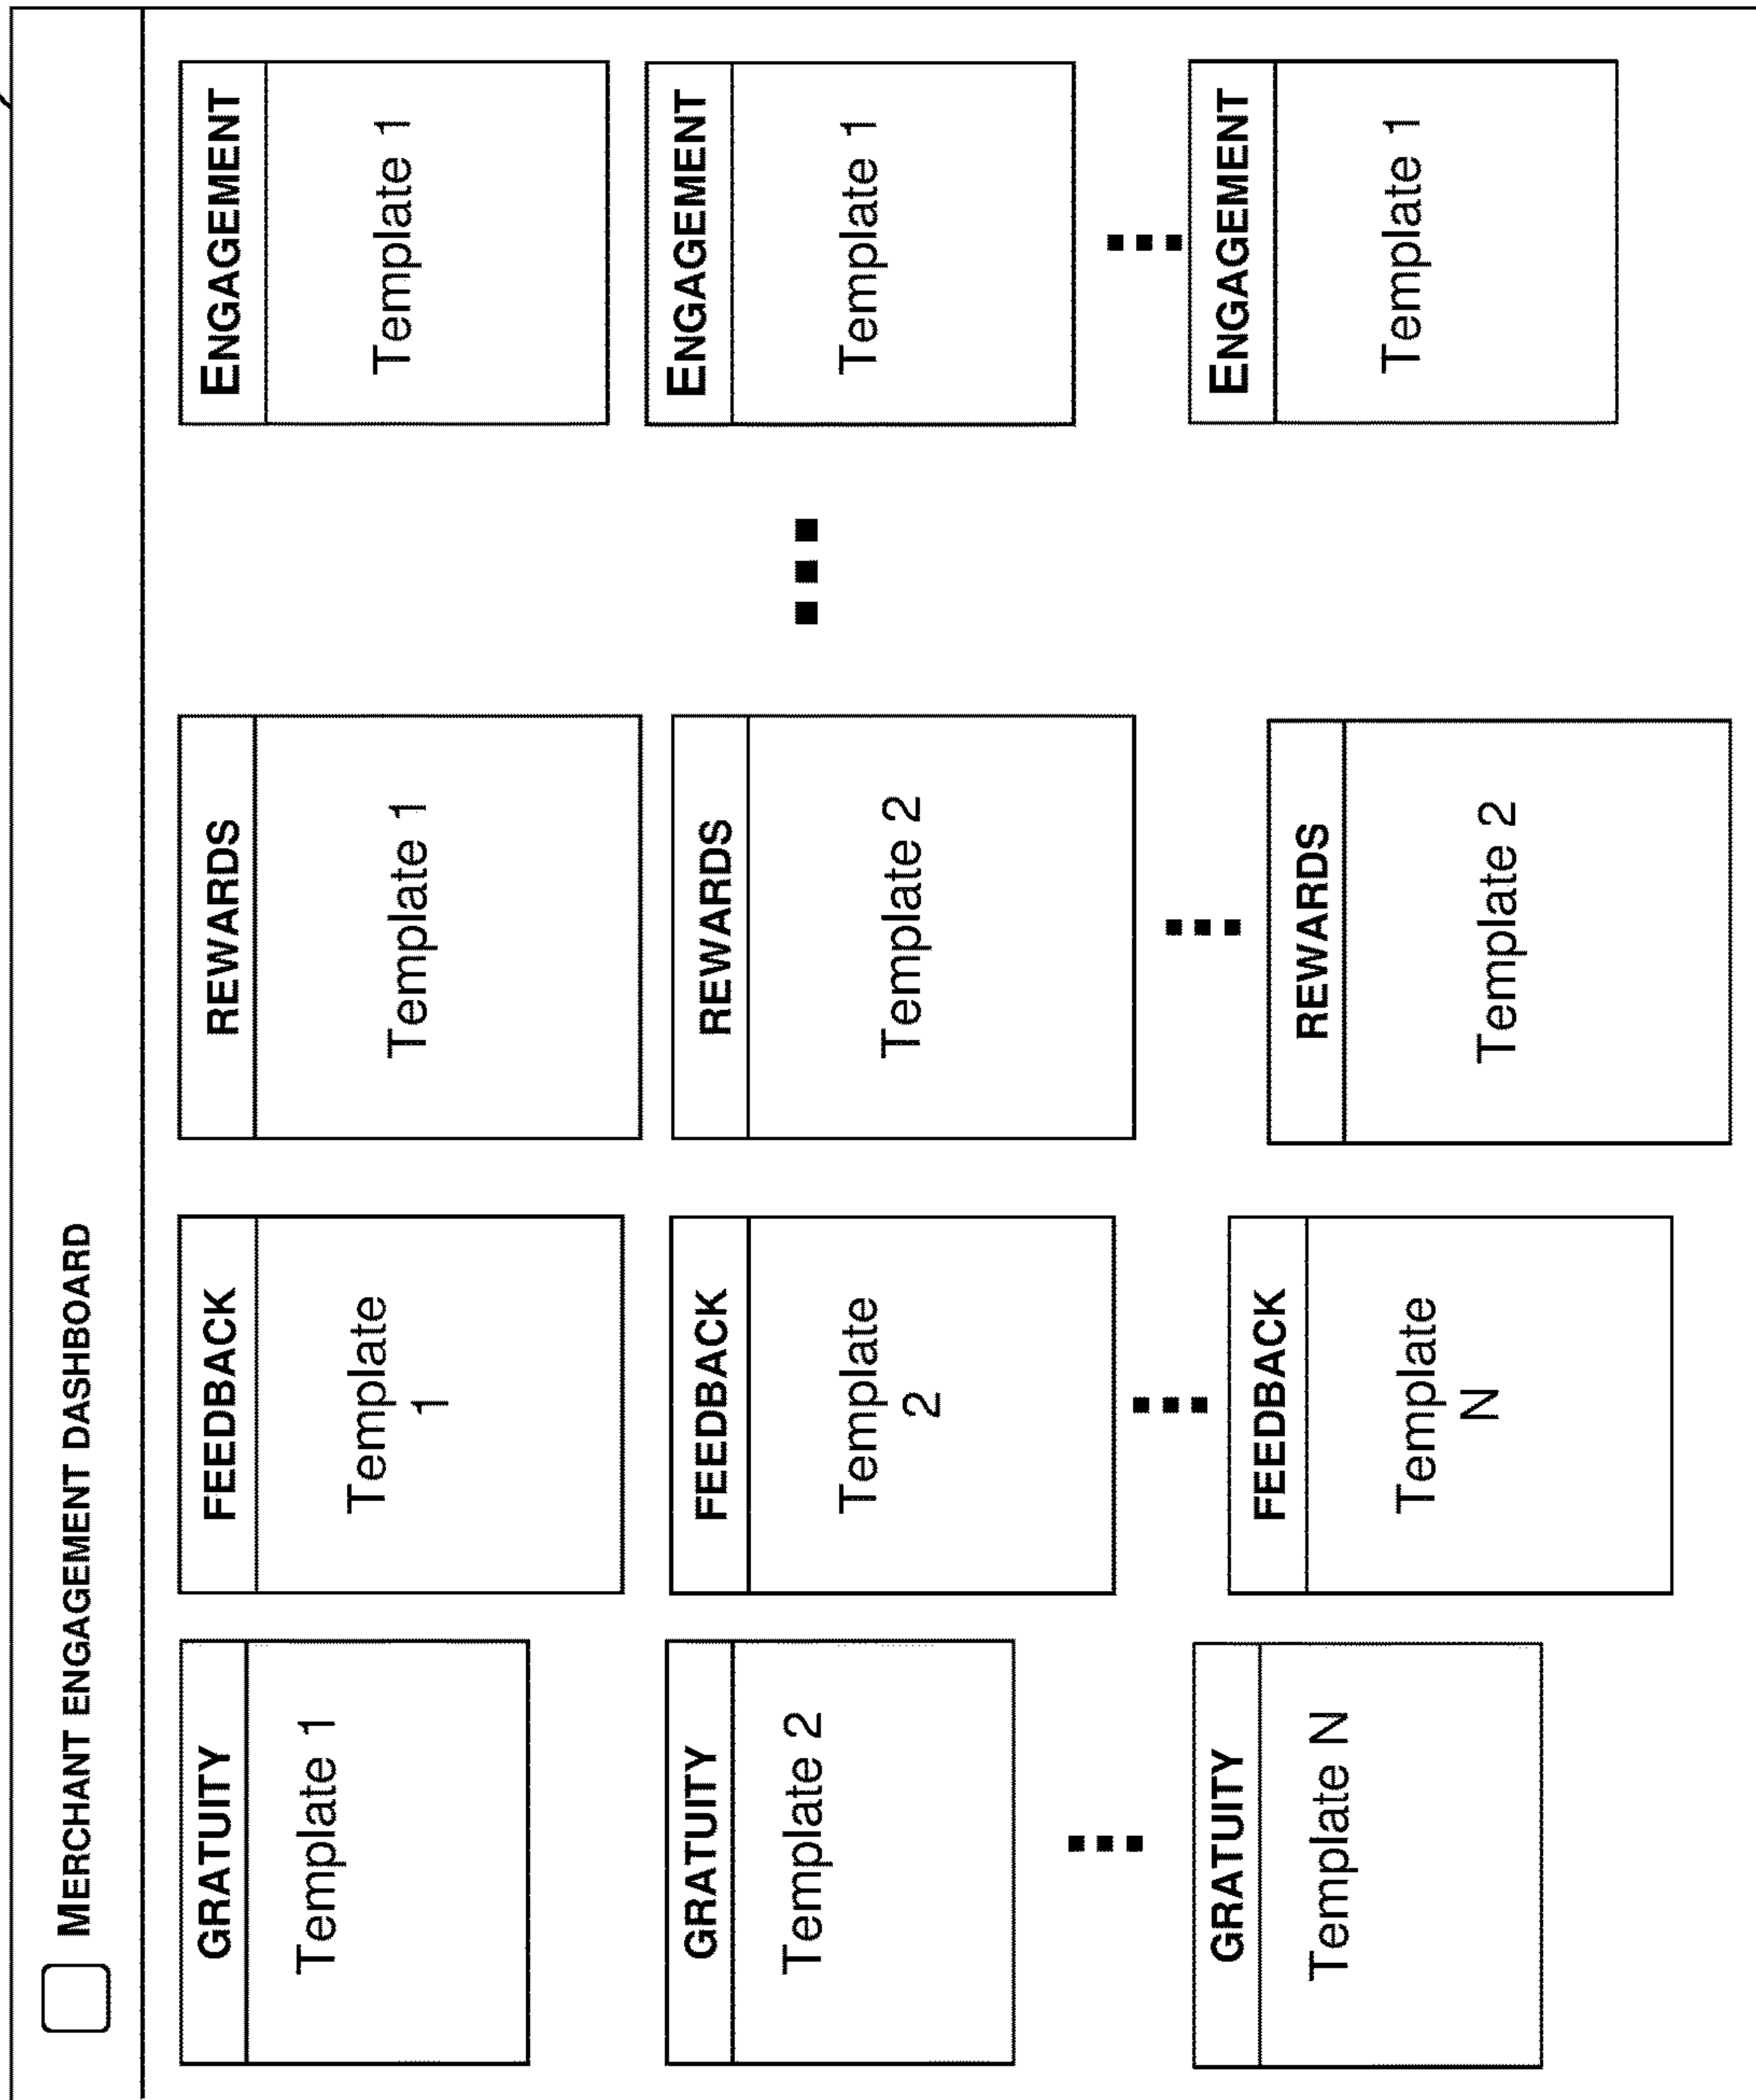 MERCHANT ENGAGEMENT DASHBOARD
GRATUITY
Template 1
GRATUITY
Template 2
GRATUITY
Template N
FEEDBACK
Template
1
FEEDBACK
Template
2
FEEDBACK
Template
N
REWARDS
Template 1
REWARDS
Template 2
REWARDS
Template 2
ENGAGEMENT
Template 1
ENGAGEMENT
Template 1
ENGAGEMENT
Template 1